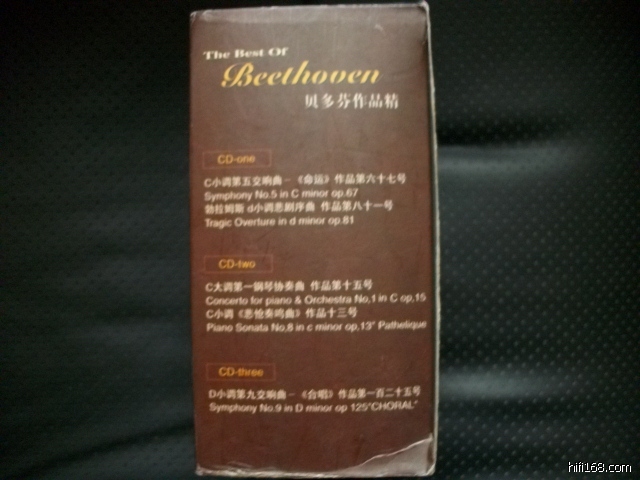 The Best Of
Beethoven
贝多芬作品精
CD-one
C小调第五交响曲-《命运》作品第六十七号
Symphony No.5 in C minor op.67
勃拉姆斯 d小调悲剧序曲 作品第八十一号
Tragic Overture in d minor op.81
CD-two
C大调第一钢琴协奏曲 作品第十五号
Concerto for piano & Orchestra No,1 in C op,15
C小调《悲怆奏鸣曲》作品十三号
Piano Sonata No,8 in c minor op,13" Pathelique
CD-three
D小调第九交响曲-《合唱》作品第一百二十五号
Symphony No.9 in D minor op 125"CHORAL"
hifi168.com